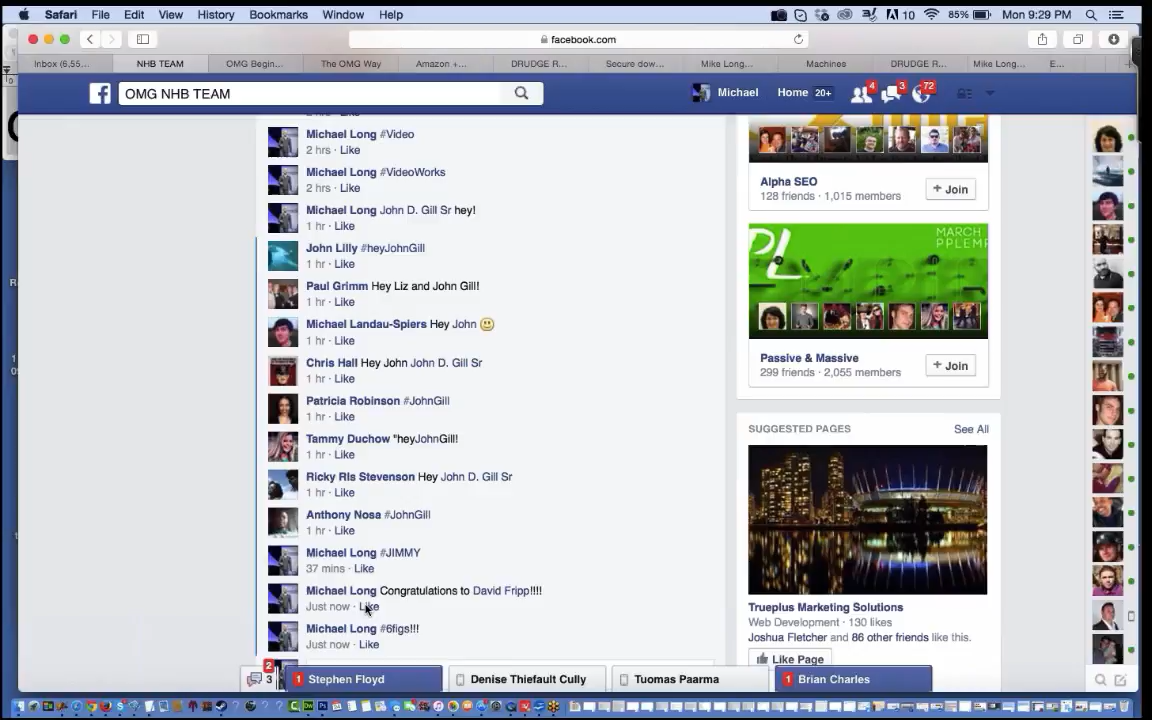 Safari File Edit View History Bookmarks Window Help 10 85% Mon 9:29 PM
facebook.com
Inbox (6,55... NHB TEAM OMG Begin... The OMG Way Amazon +... DRUDGE R... Secure dow... Mike Long... Machines DRUDGE R... Mike Long... E...
OMG NHB TEAM Michael Home 20+ 4 3 72
Michael Long #Video
2 hrs · Like
Michael Long #VideoWorks
2 hrs · Like
Michael Long John D. Gill Sr hey!
1 hr · Like
John Lilly #heyJohnGill
1 hr · Like
Paul Grimm Hey Liz and John Gill!
1 hr · Like
Michael Landau-Spiers Hey John
1 hr · Like
Chris Hall Hey John John D. Gill Sr
1 hr · Like
Patricia Robinson #JohnGill
1 hr · Like
Tammy Duchow "heyJohnGill!
1 hr · Like
Ricky Rls Stevenson Hey John D. Gill Sr
1 hr · Like
Anthony Nosa #JohnGill
1 hr · Like
Michael Long #JIMMY
37 mins · Like
Michael Long Congratulations to David Fripp!!!!
Just now · Like
Michael Long #6figs!!!
Just now · Like
Alpha SEO
128 friends · 1,015 members
+ Join
MARCH
Passive & Massive
299 friends · 2,055 members
+ Join
SUGGESTED PAGES See All
Trueplus Marketing Solutions
Web Development · 130 likes
Joshua Fletcher and 86 other friends like this.
Like Page
2 3 1 Stephen Floyd Denise Thiefault Cully Tuomas Paarma 1 Brian Charles